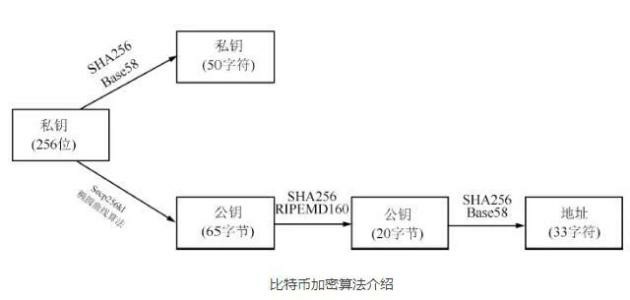 SHA256
Base58
私钥
(50字符)
私钥
(256位)
Secp256kl
椭圆曲线算法
公钥
(65字节)
SHA256
RIPEMD160
公钥
(20字节)
SHA256
Base58
地址
(33字符)
比特币加密算法介绍